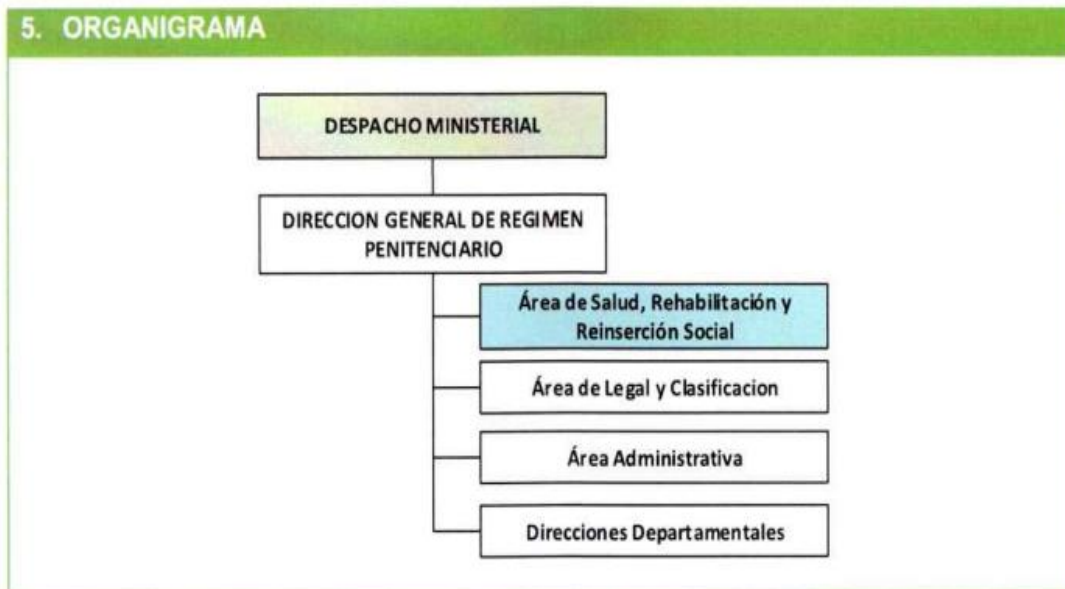 5. ORGANIGRAMA
DESPACHO MINISTERIAL
DIRECCION GENERAL DE REGIMEN
PENITENCIARIO
Área de Salud, Rehabilitación y
Reinserción Social
Área de Legal y Clasificacion
Área Administrativa
Direcciones Departamentales